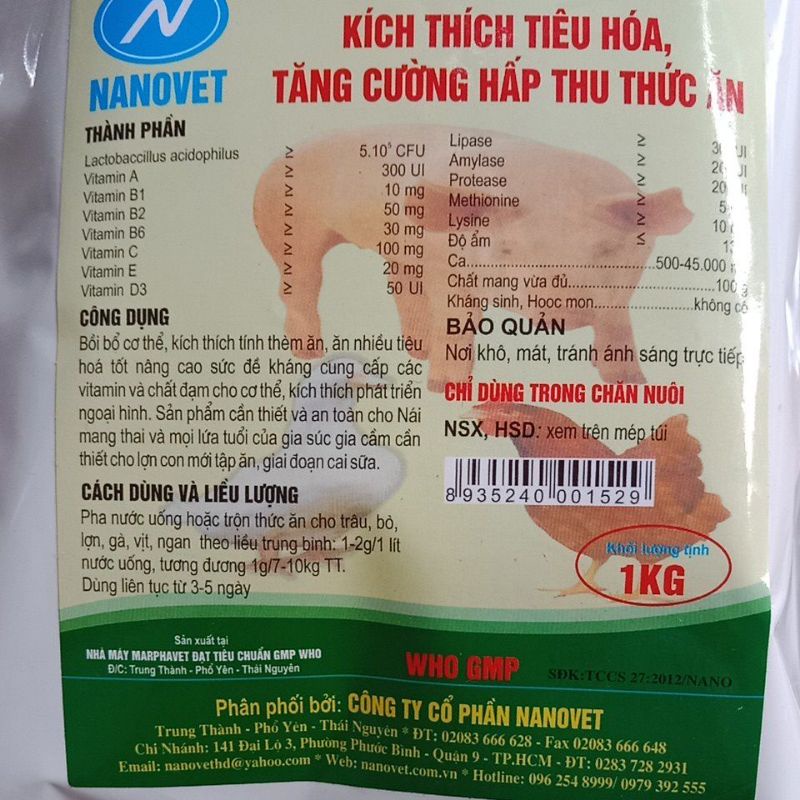 N
NANOVET
KÍCH THÍCH TIÊU HÓA,
TĂNG CƯỜNG HẤP THU THỨC ĂN
THÀNH PHẦN
Lactobaccillus acidophilus ≥ 5.10⁵ CFU
Vitamin A ≥ 300 UI
Vitamin B1 ≥ 10 mg
Vitamin B2 ≥ 50 mg
Vitamin B6 ≥ 30 mg
Vitamin C ≥ 100 mg
Vitamin E ≥ 20 mg
Vitamin D3 ≥ 50 UI
Lipase ≥ UI
Amylase ≥ UI
Protease ≥ UI
Methionine ≥
Lysine ≥
Độ ẩm ≤
Ca.....................500-45.000
Chất mang vừa đủ.....................100 g
Kháng sinh, Hooc mon.............không có
CÔNG DỤNG
Bồi bổ cơ thể, kích thích tính thèm ăn, ăn nhiều tiêu
hoá tốt nâng cao sức đề kháng cung cấp các
vitamin và chất đạm cho cơ thể, kích thích phát triển
ngoại hình. Sản phẩm cần thiết và an toàn cho Nái
mang thai và mọi lứa tuổi của gia súc gia cầm cần
thiết cho lợn con mới tập ăn, giai đoạn cai sữa.
CÁCH DÙNG VÀ LIỀU LƯỢNG
Pha nước uống hoặc trộn thức ăn cho trâu, bò,
lợn, gà, vịt, ngan theo liều trung bình: 1-2g/1 lít
nước uống, tương đương 1g/7-10kg TT.
Dùng liên tục từ 3-5 ngày
BẢO QUẢN
Nơi khô, mát, tránh ánh sáng trực tiếp
CHỈ DÙNG TRONG CHĂN NUÔI
NSX, HSD: xem trên mép túi
8 935240 001529
Khối lượng tịnh
1KG
Sản xuất tại
NHÀ MÁY MARPHAVET ĐẠT TIÊU CHUẨN GMP WHO
Đ/C: Trung Thành - Phổ Yên - Thái Nguyên
WHO GMP
SĐK:TCCS 27:2012/NANO
Phân phối bởi: CÔNG TY CỔ PHẦN NANOVET
Trung Thành - Phổ Yên - Thái Nguyên * ĐT: 02083 666 628 - Fax 02083 666 648
Chi Nhánh: 141 Đại Lộ 3, Phường Phước Bình - Quận 9 - TP.HCM - ĐT: 0283 728 2931
Email: nanovethd@yahoo.com * Web: nanovet.com.vn * Hotline: 096 254 8999/ 0979 392 555